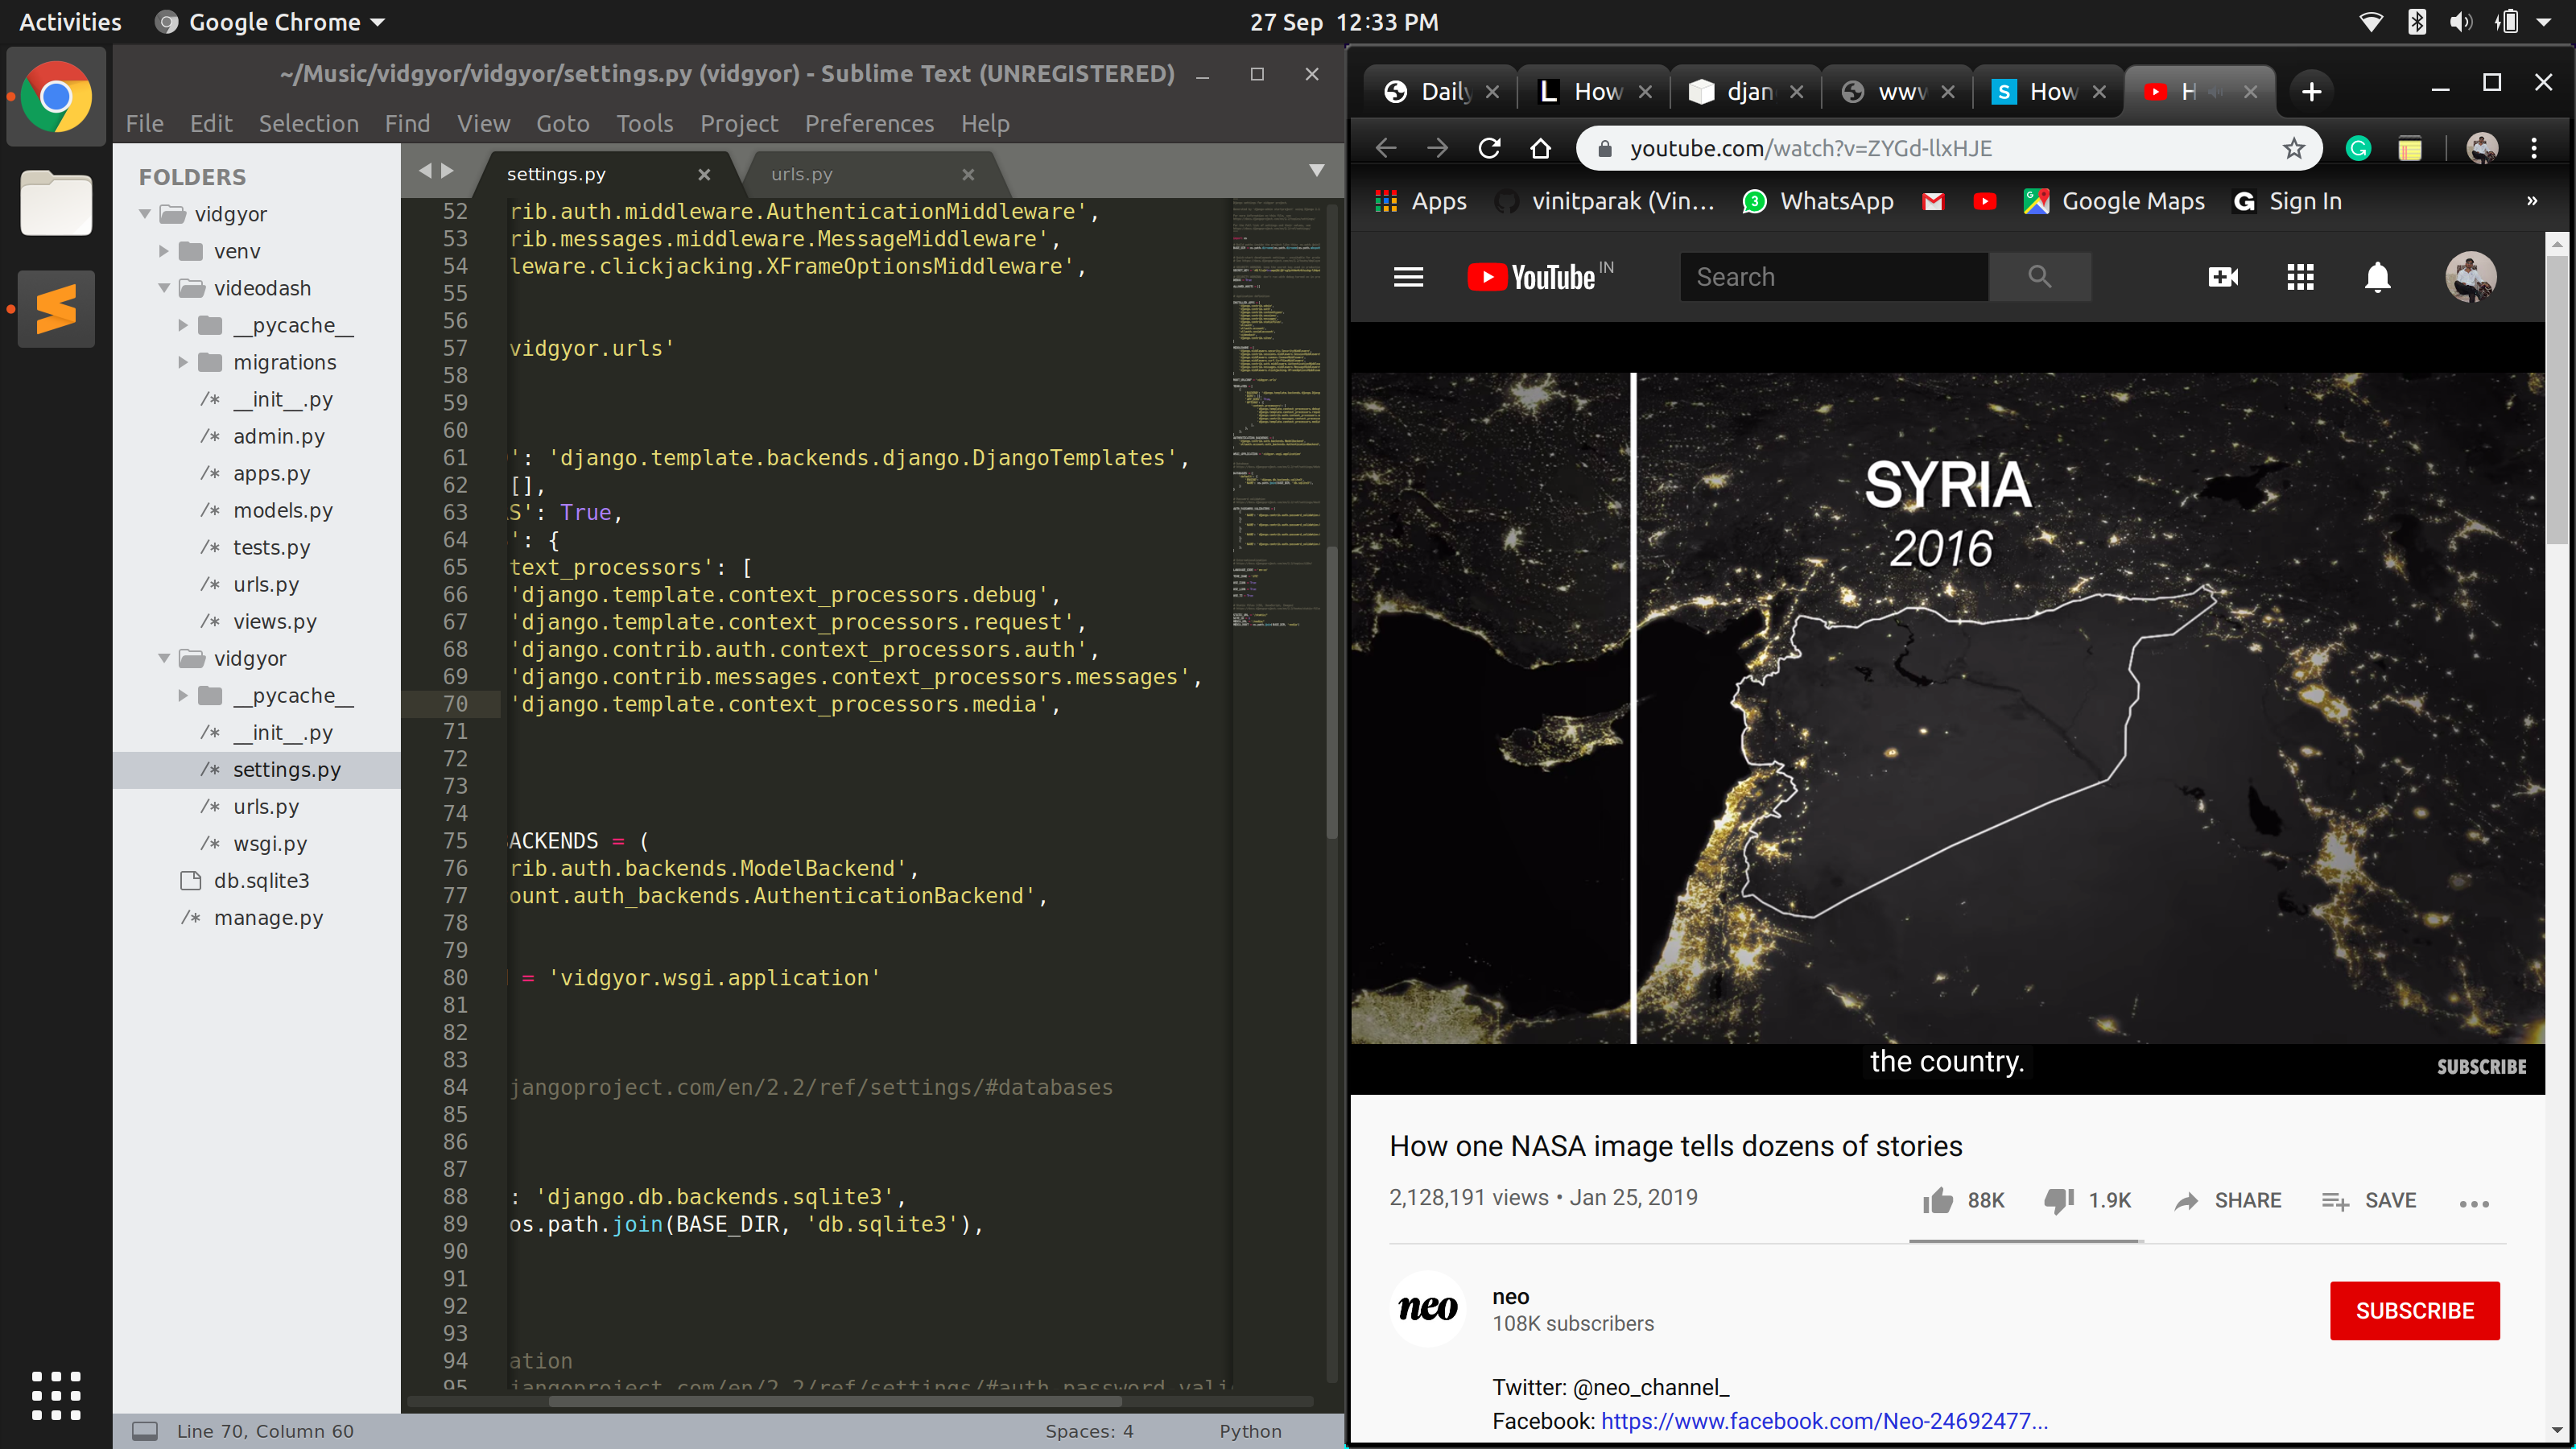 Activities
Google Chrome
27 Sep 12:33 PM
~/Music/vidgyor/vidgyor/settings.py (vidgyor) - Sublime Text (UNREGISTERED)
File Edit Selection Find View Goto Tools Project Preferences Help
FOLDERS
vidgyor
venv
videodash
__pycache__
migrations
/* __init__.py
/* admin.py
/* apps.py
/* models.py
/* tests.py
/* urls.py
/* views.py
vidgyor
__pycache__
/* __init__.py
/* settings.py
/* urls.py
/* wsgi.py
db.sqlite3
/* manage.py
settings.py
urls.py
52 rib.auth.middleware.AuthenticationMiddleware',
53 rib.messages.middleware.MessageMiddleware',
54 leware.clickjacking.XFrameOptionsMiddleware',
55
56
57 vidgyor.urls'
58
59
60
61 ': 'django.template.backends.django.DjangoTemplates',
62 [],
63 S': True,
64 ': {
65 text_processors': [
66 'django.template.context_processors.debug',
67 'django.template.context_processors.request',
68 'django.contrib.auth.context_processors.auth',
69 'django.contrib.messages.context_processors.messages',
70 'django.template.context_processors.media',
71
72
73
74
75 ACKENDS = (
76 rib.auth.backends.ModelBackend',
77 ount.auth_backends.AuthenticationBackend',
78
79
80 = 'vidgyor.wsgi.application'
81
82
83
84 jangoproject.com/en/2.2/ref/settings/#databases
85
86
87
88 : 'django.db.backends.sqlite3',
89 os.path.join(BASE_DIR, 'db.sqlite3'),
90
91
92
93
94 ation
95 jangoproject.com/en/2.2/ref/settings/#auth-password-vali
Line 70, Column 60
Spaces: 4
Python
Daily
How
djan
www
How
H
youtube.com/watch?v=ZYGd-llxHJE
Apps
vinitparak (Vin...
WhatsApp
Google Maps
Sign In
YouTube IN
Search
SYRIA
2016
the country.
SUBSCRIBE
How one NASA image tells dozens of stories
2,128,191 views • Jan 25, 2019
88K
1.9K
SHARE
SAVE
neo
neo
108K subscribers
SUBSCRIBE
Twitter: @neo_channel_
Facebook: https://www.facebook.com/Neo-24692477...